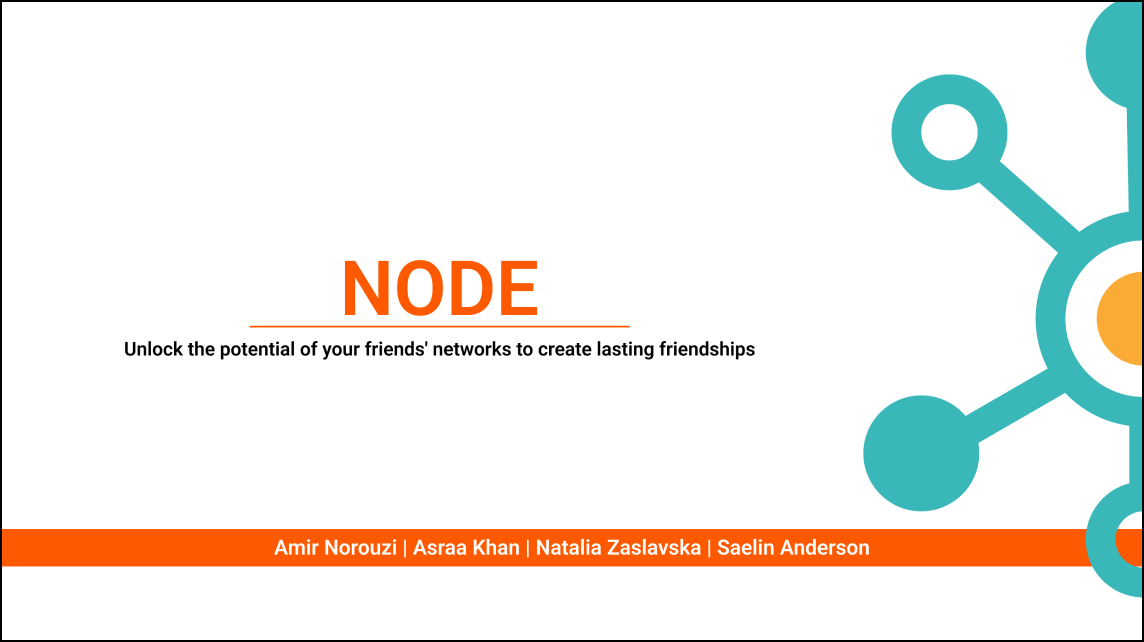 NODE
Unlock the potential of your friends' networks to create lasting friendships
Amir Norouzi | Asraa Khan | Natalia Zaslavska | Saelin Anderson